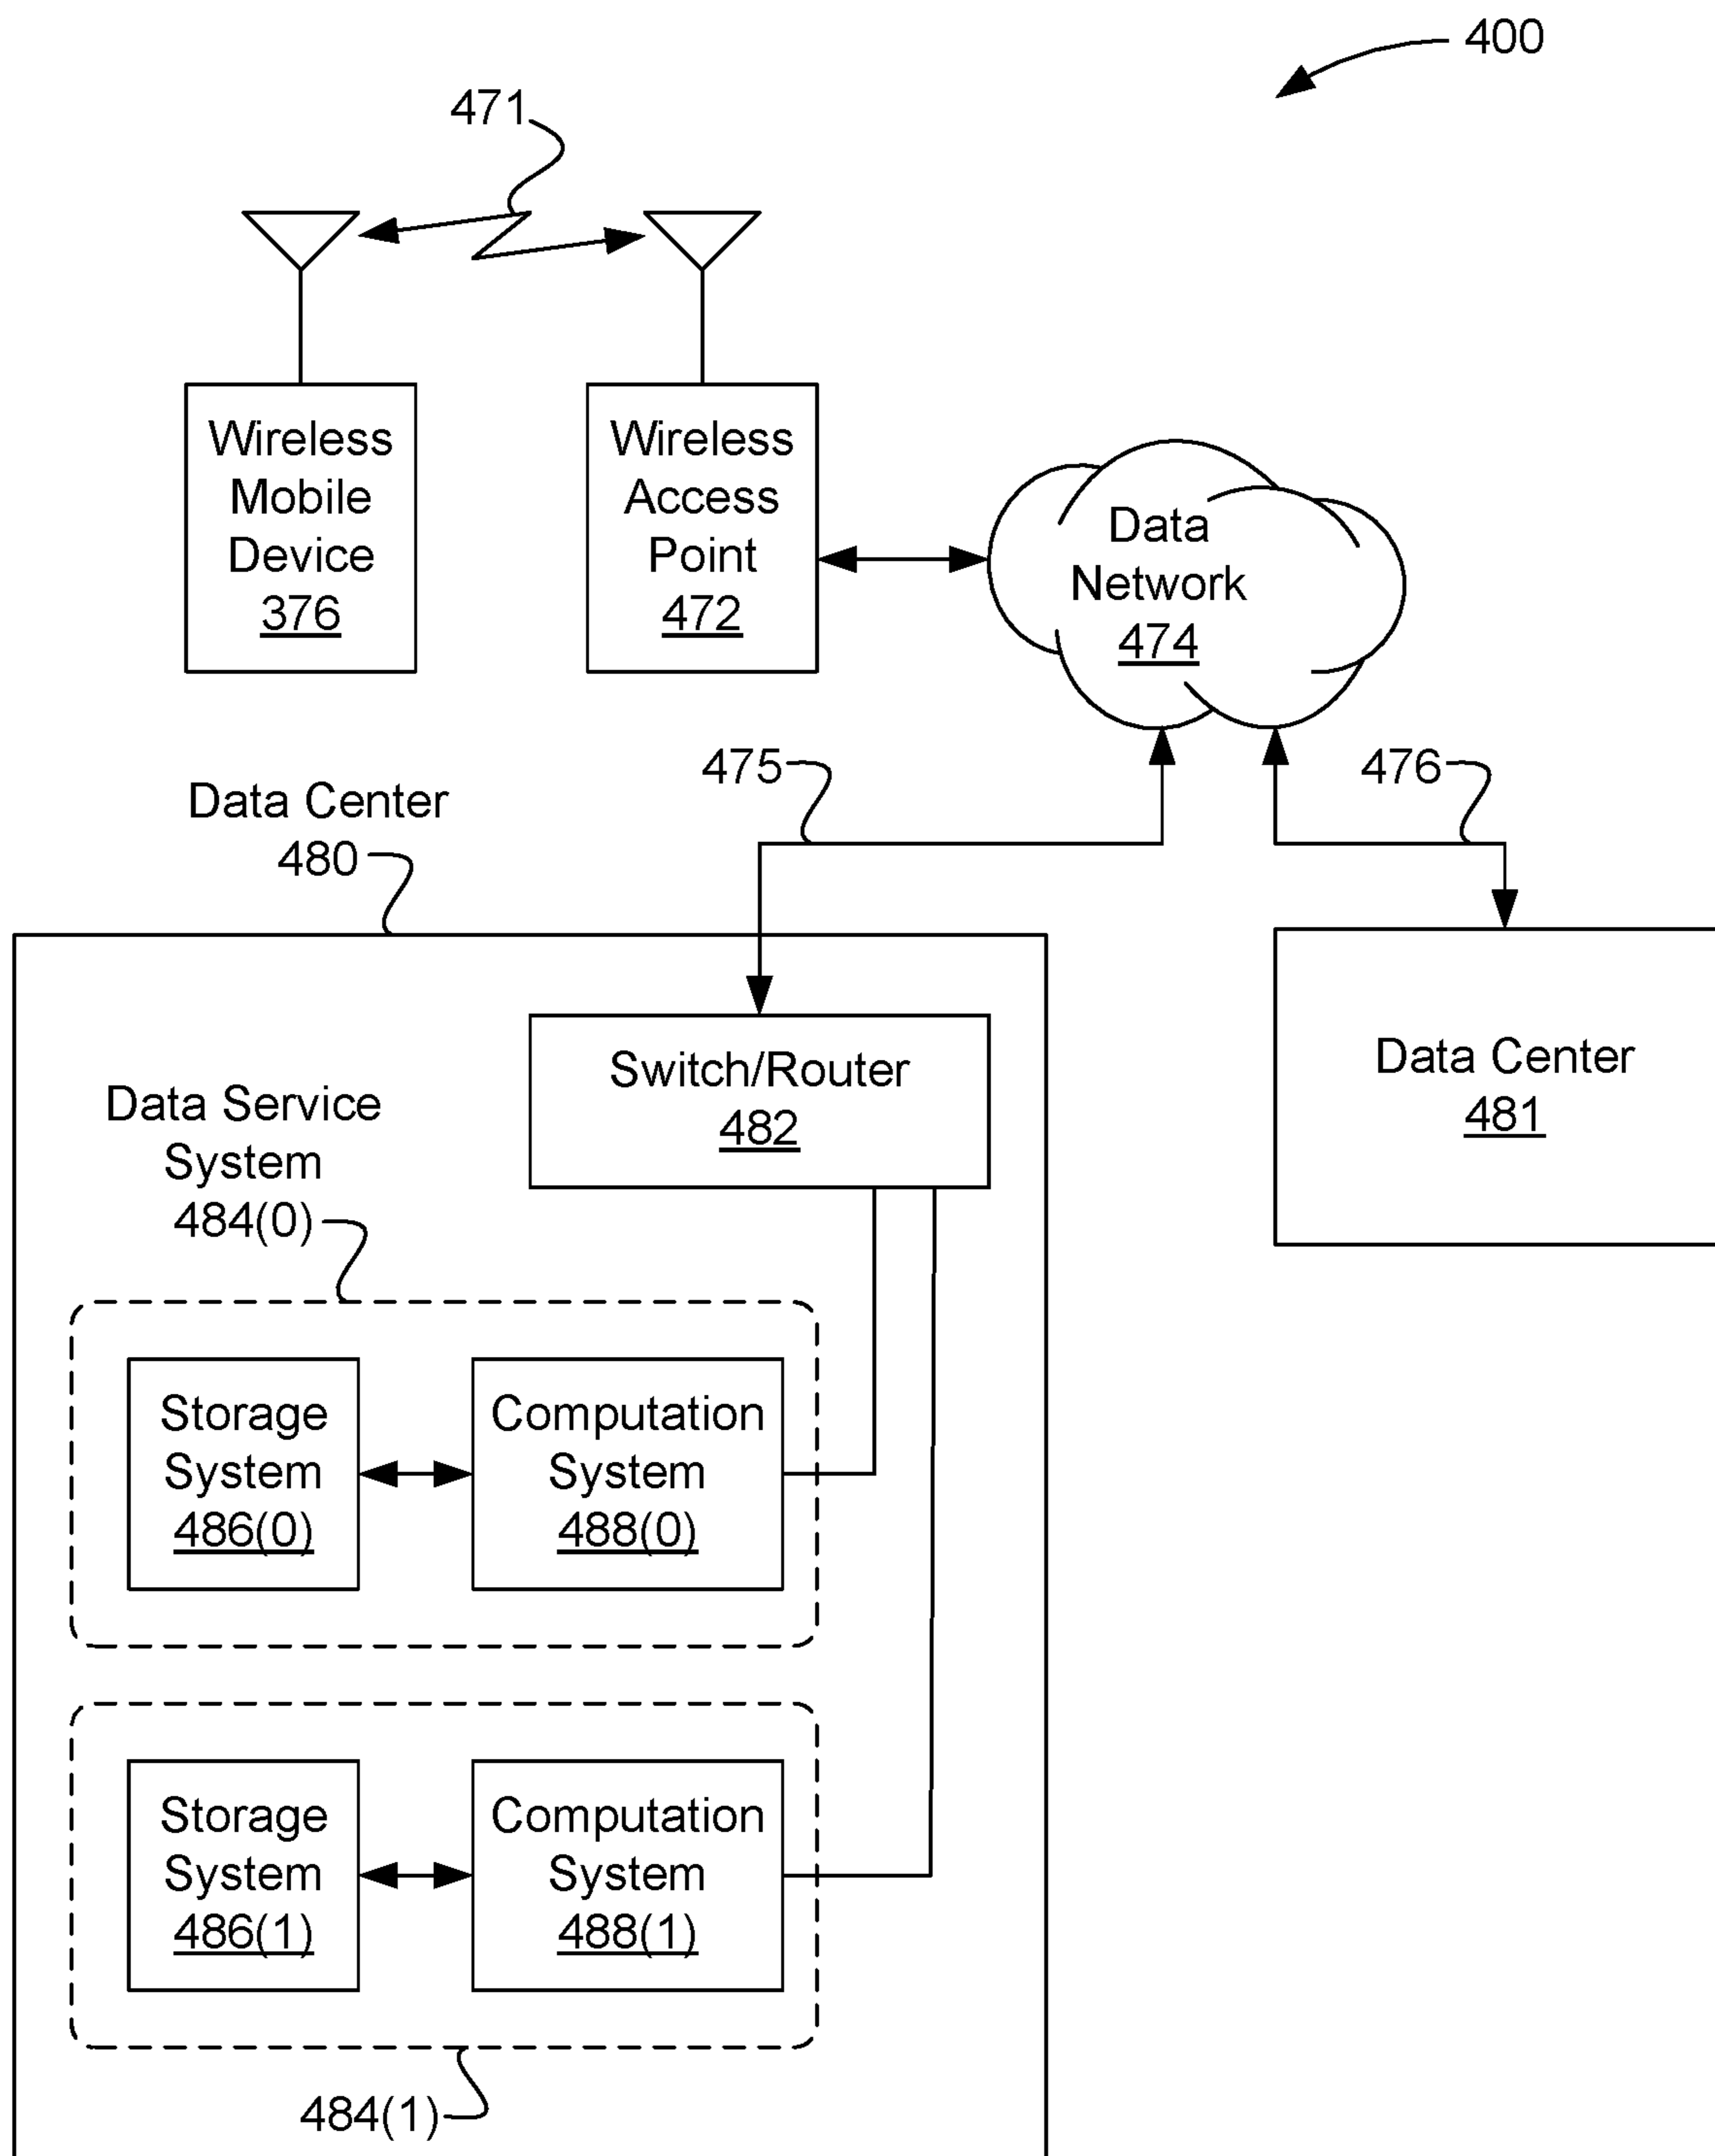 400
471
Wireless
Mobile
Device
376
Wireless
Access
Point
472
Data
Network
474
475
476
Data Center
480
Switch/Router
482
Data Center
481
Data Service
System
484(0)
Storage
System
486(0)
Computation
System
488(0)
Storage
System
486(1)
Computation
System
488(1)
484(1)